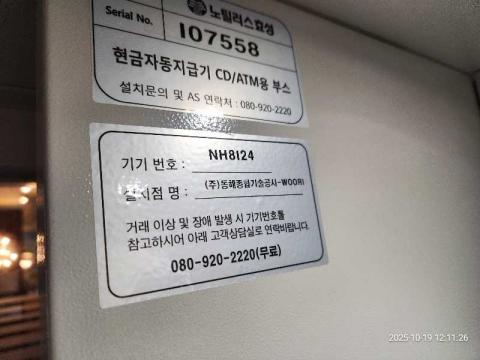 노틸러스효성
Serial No. 107558
현금자동지급기 CD/ATM용 부스
설치문의 및 AS 연락처 : 080-920-2220
기기 번호 : NH8124
설치점 명 : (주)동해종합기술공사-WOORI
거래 이상 및 장애 발생 시 기기번호를
참고하시어 아래 고객상담실로 연락바랍니다.
080-920-2220(무료)
2025-10-19 12:11:26